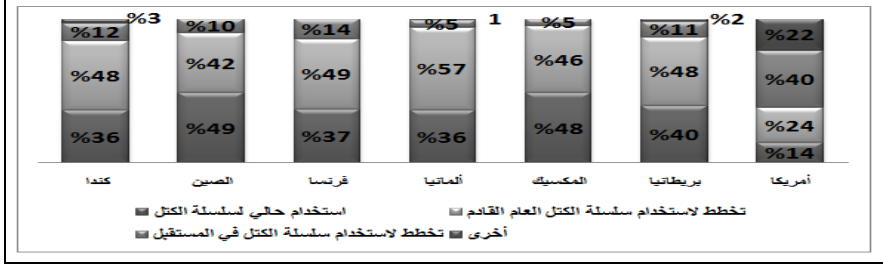 %3 1 %2
%12 %10 %14 %5 %5 %11 %22
%48 %42 %49 %57 %46 %48 %40
%36 %49 %37 %36 %48 %40 %24
%14
أمريكا بريطانيا المكسيك ألمانيا فرنسا الصين كندا
استخدام حالي لسلسلة الكتل تخطط لاستخدام سلسلة الكتل العام القادم
تخطط لاستخدام سلسلة الكتل في المستقبل أخرى